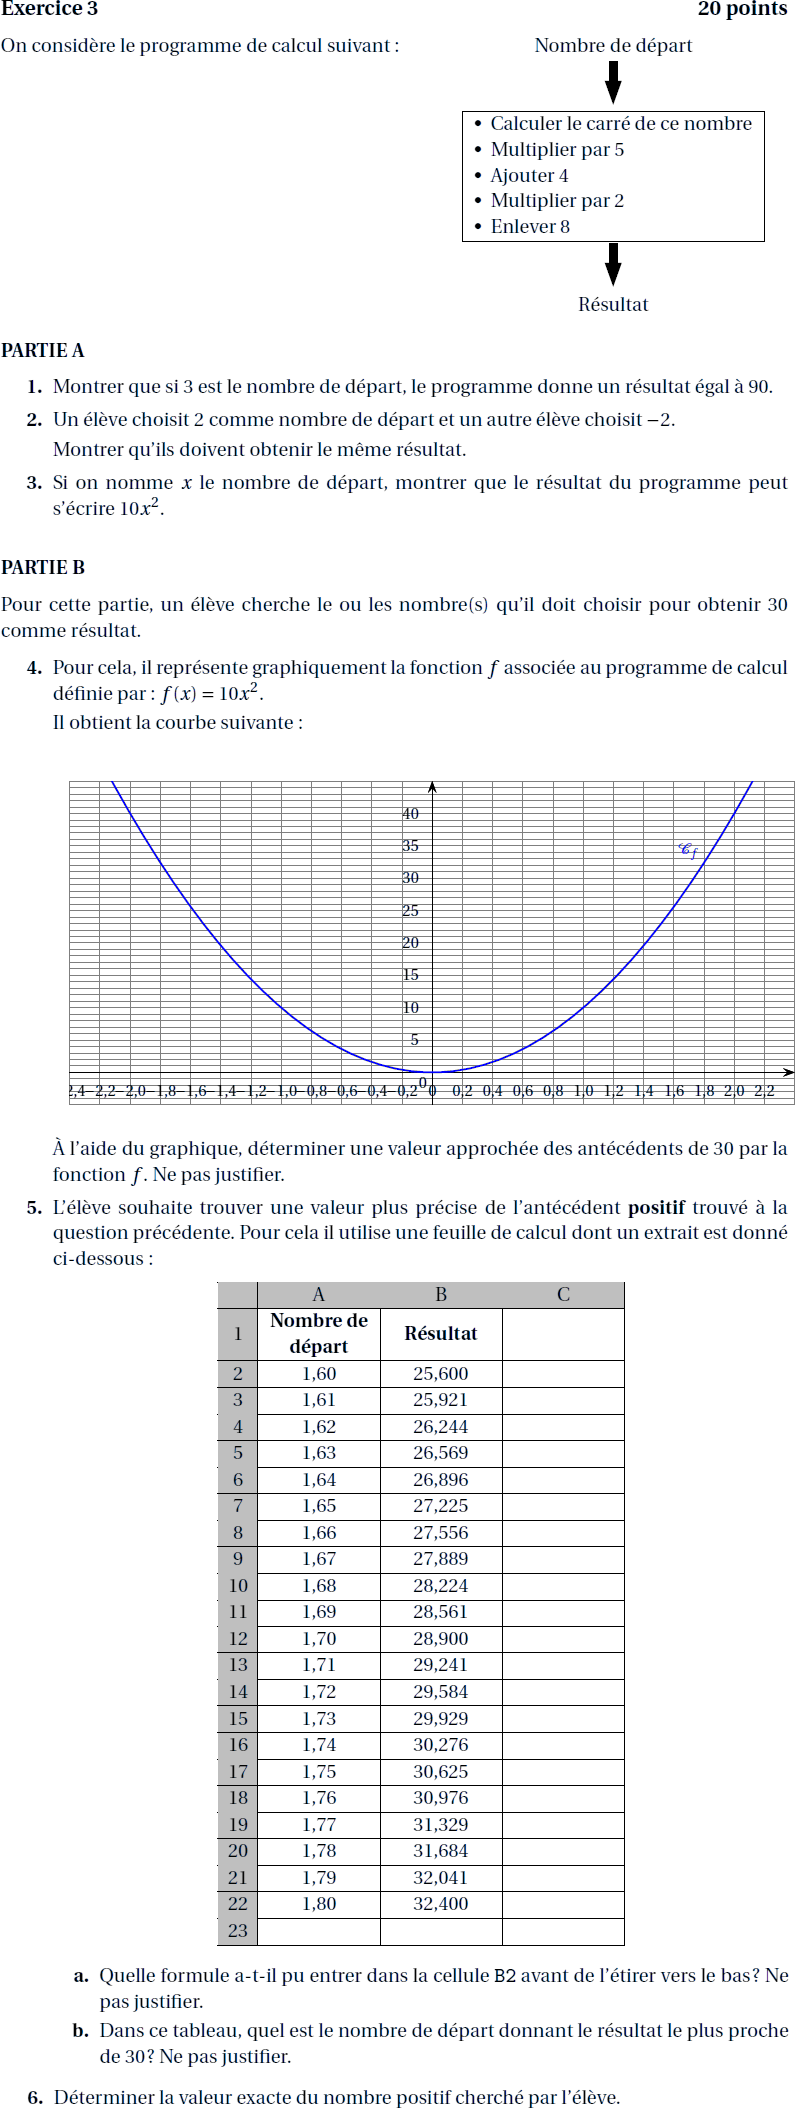 Exercice 3 20 points
On considère le programme de calcul suivant : Nombre de départ
• Calculer le carré de ce nombre
• Multiplier par 5
• Ajouter 4
• Multiplier par 2
• Enlever 8
Résultat
PARTIE A
1. Montrer que si 3 est le nombre de départ, le programme donne un résultat égal à 90.
2. Un élève choisit 2 comme nombre de départ et un autre élève choisit −2.
Montrer qu'ils doivent obtenir le même résultat.
3. Si on nomme x le nombre de départ, montrer que le résultat du programme peut
s'écrire 10x².
PARTIE B
Pour cette partie, un élève cherche le ou les nombre(s) qu'il doit choisir pour obtenir 30
comme résultat.
4. Pour cela, il représente graphiquement la fonction f associée au programme de calcul
définie par : f(x) = 10x².
Il obtient la courbe suivante :
40
35
𝒞f
30
25
20
15
10
5
0
2,4 −2,2 −2,0 −1,8 −1,6 −1,4 −1,2 −1,0 −0,8 −0,6 −0,4 −0,2 0 0,2 0,4 0,6 0,8 1,0 1,2 1,4 1,6 1,8 2,0 2,2
À l'aide du graphique, déterminer une valeur approchée des antécédents de 30 par la
fonction f. Ne pas justifier.
5. L'élève souhaite trouver une valeur plus précise de l'antécédent positif trouvé à la
question précédente. Pour cela il utilise une feuille de calcul dont un extrait est donné
ci-dessous :
A B C
1 Nombre de départ Résultat
2 1,60 25,600
3 1,61 25,921
4 1,62 26,244
5 1,63 26,569
6 1,64 26,896
7 1,65 27,225
8 1,66 27,556
9 1,67 27,889
10 1,68 28,224
11 1,69 28,561
12 1,70 28,900
13 1,71 29,241
14 1,72 29,584
15 1,73 29,929
16 1,74 30,276
17 1,75 30,625
18 1,76 30,976
19 1,77 31,329
20 1,78 31,684
21 1,79 32,041
22 1,80 32,400
23
a. Quelle formule a-t-il pu entrer dans la cellule B2 avant de l'étirer vers le bas ? Ne
pas justifier.
b. Dans ce tableau, quel est le nombre de départ donnant le résultat le plus proche
de 30 ? Ne pas justifier.
6. Déterminer la valeur exacte du nombre positif cherché par l'élève.